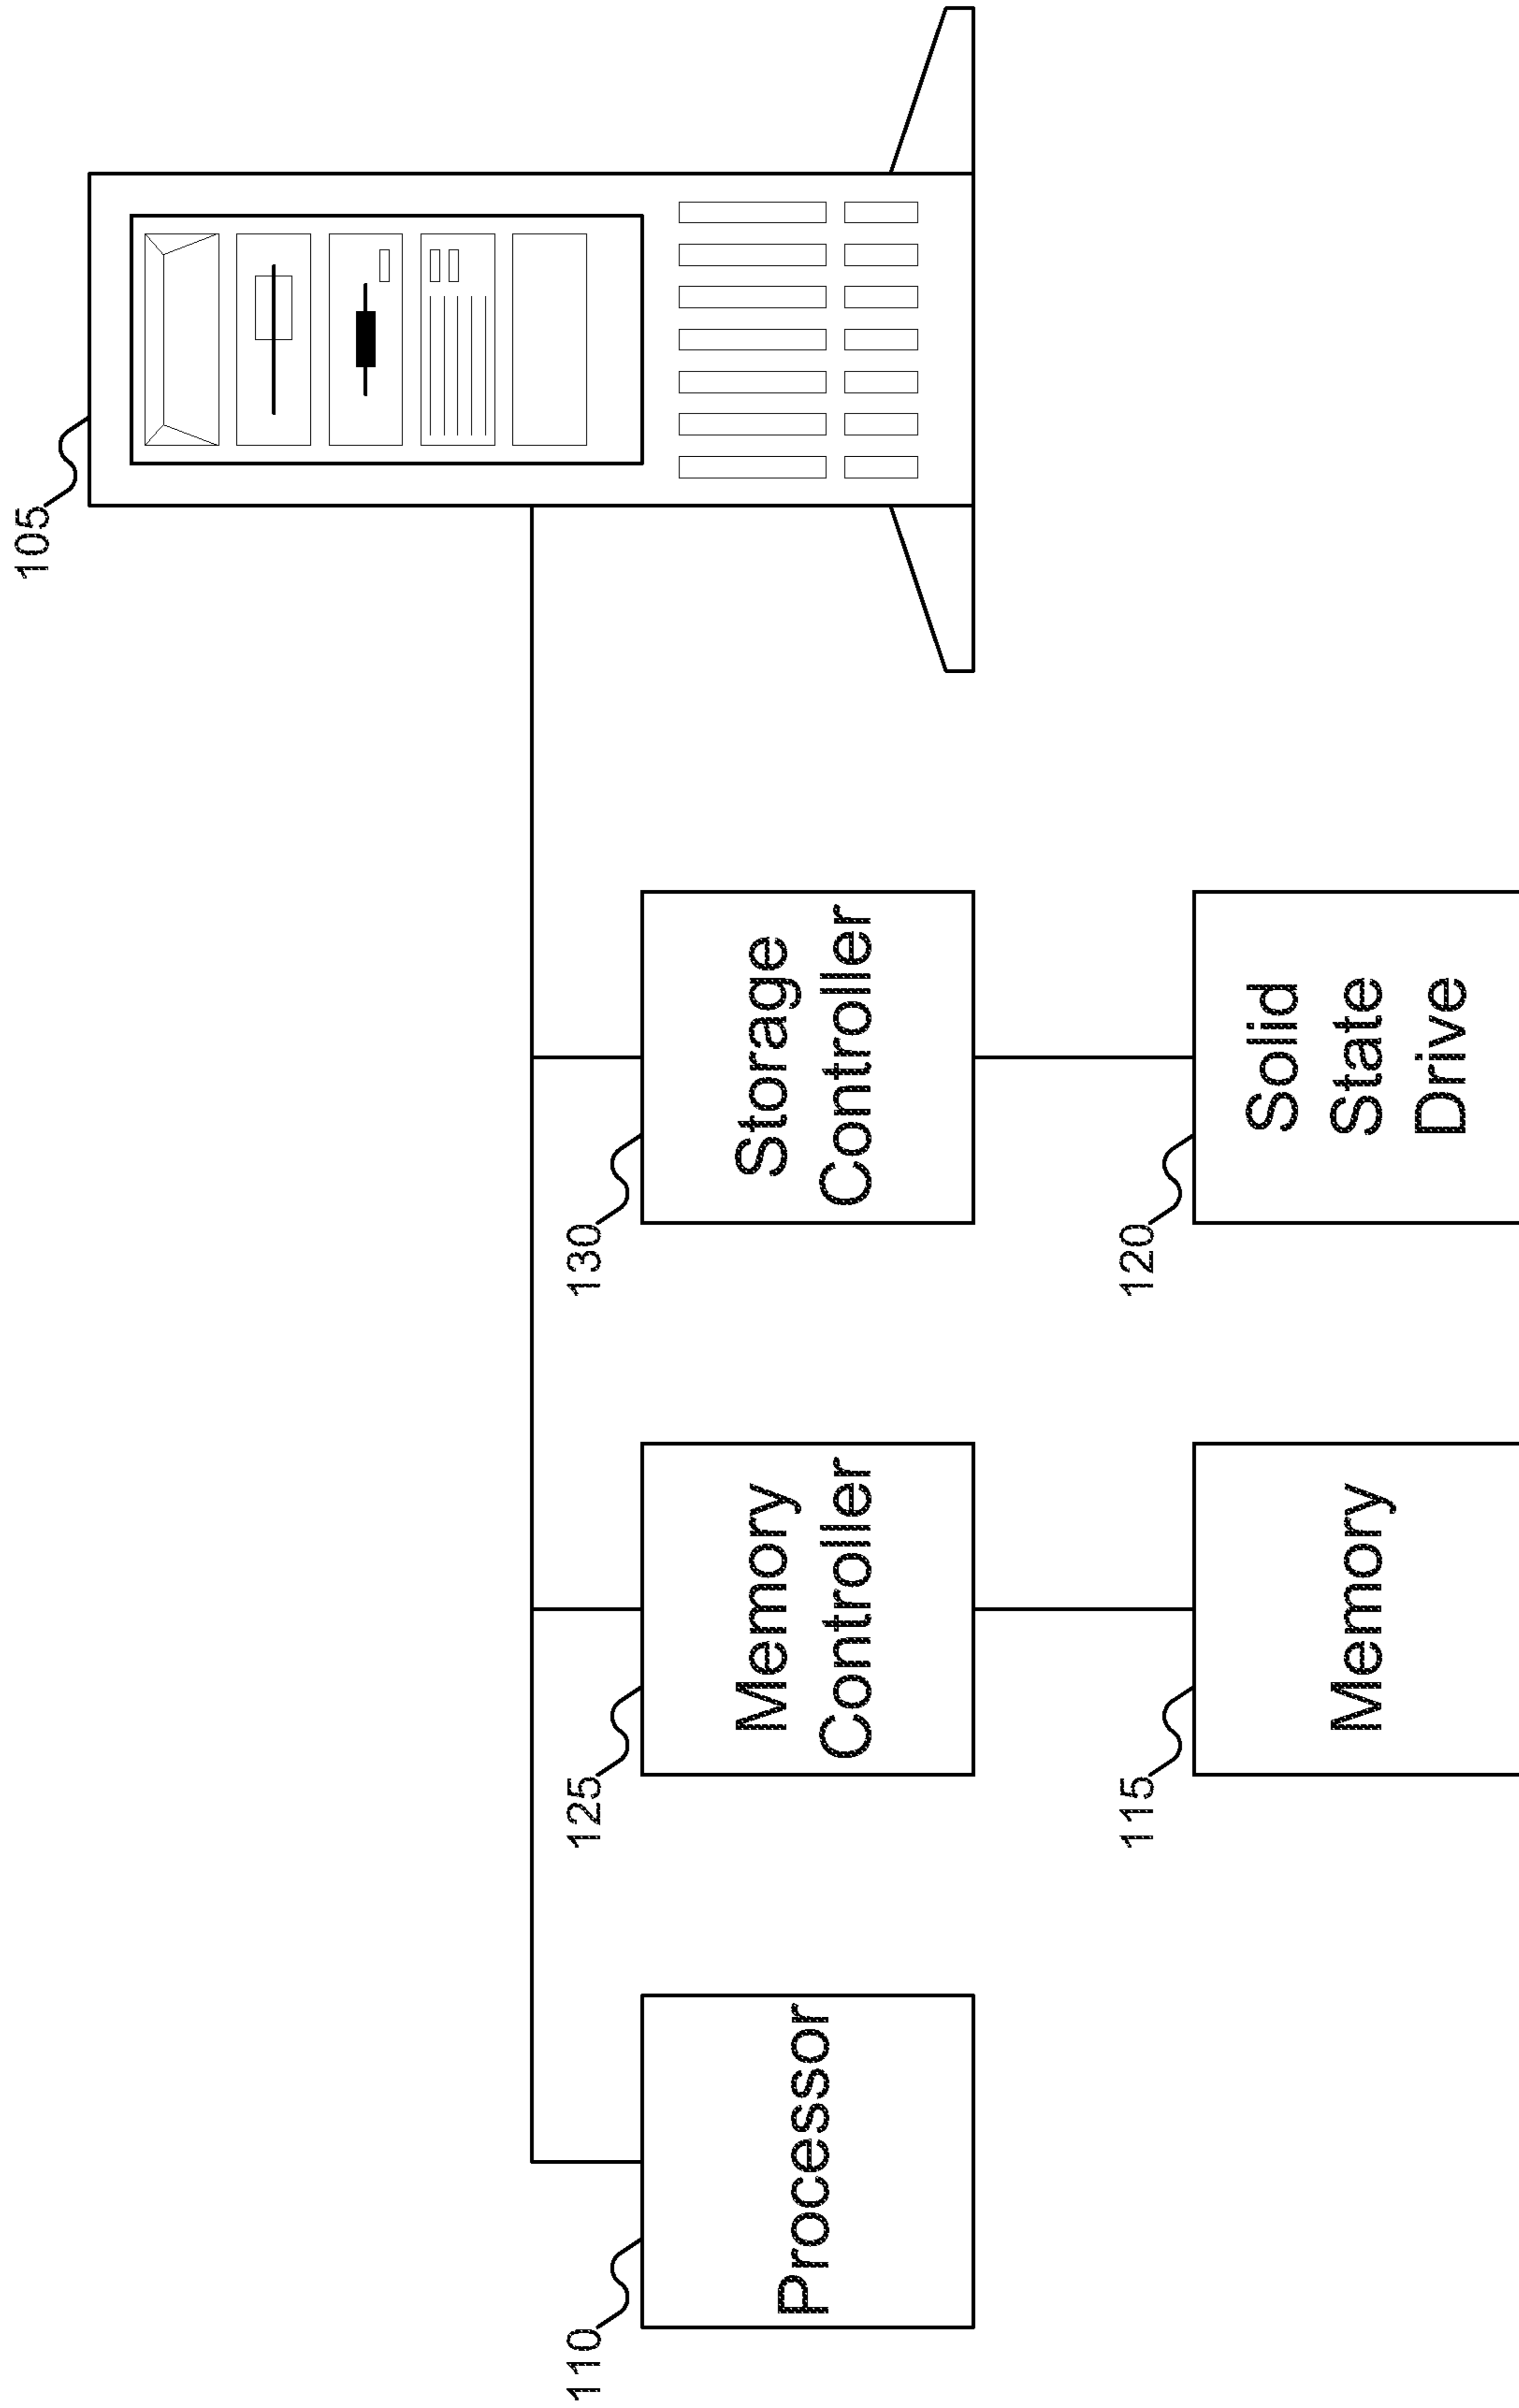 105
110
Processor
125
Memory
Controller
130
Storage
Controller
115
Memory
120
Solid
State
Drive